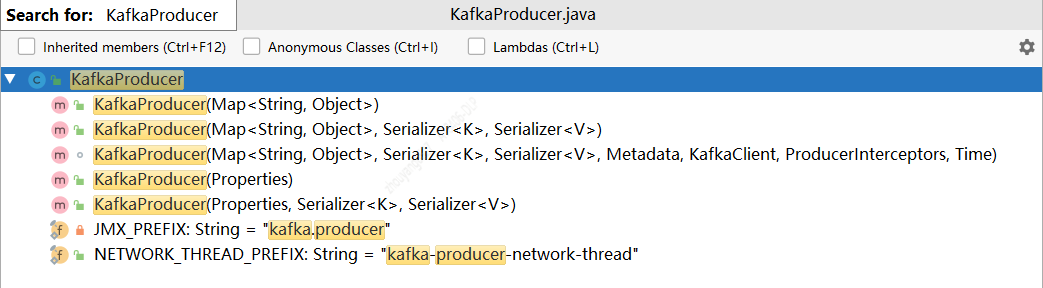 Search for: KafkaProducer
KafkaProducer.java
Inherited members (Ctrl+F12)
Anonymous Classes (Ctrl+I)
Lambdas (Ctrl+L)
KafkaProducer
KafkaProducer(Map<String, Object>)
KafkaProducer(Map<String, Object>, Serializer<K>, Serializer<V>)
KafkaProducer(Map<String, Object>, Serializer<K>, Serializer<V>, Metadata, KafkaClient, ProducerInterceptors, Time)
KafkaProducer(Properties)
KafkaProducer(Properties, Serializer<K>, Serializer<V>)
JMX_PREFIX: String = "kafka.producer"
NETWORK_THREAD_PREFIX: String = "kafka-producer-network-thread"